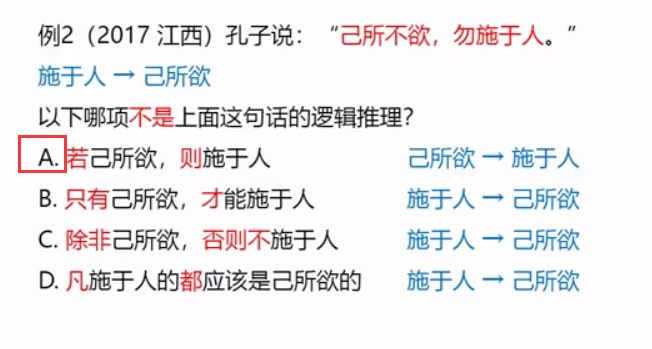 例2（2017 江西）孔子说：“己所不欲，勿施于人。”
施于人 → 己所欲
以下哪项不是上面这句话的逻辑推理？
A. 若己所欲，则施于人 己所欲 → 施于人
B. 只有己所欲，才能施于人 施于人 → 己所欲
C. 除非己所欲，否则不施于人 施于人 → 己所欲
D. 凡施于人的都应该是己所欲的 施于人 → 己所欲